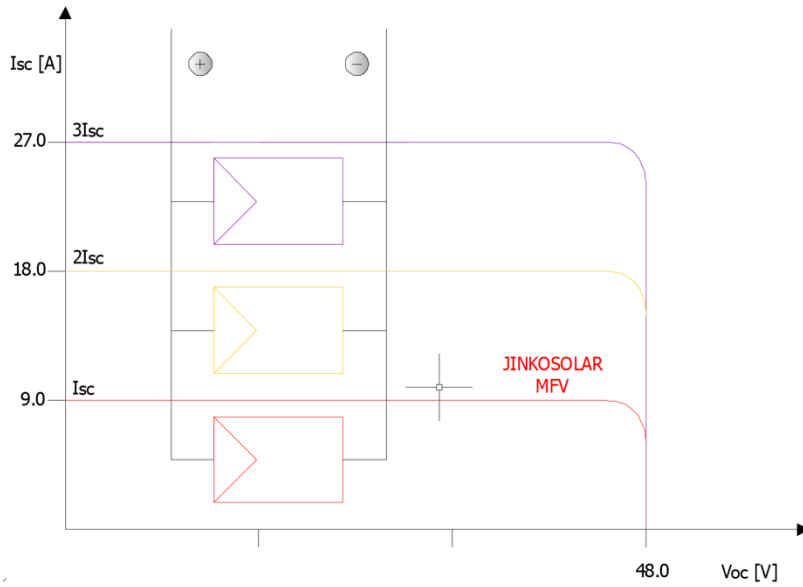 Isc [A]
+
−
3Isc
27.0
2Isc
18.0
JINKOSOLAR
MFV
Isc
9.0
48.0
Voc [V]